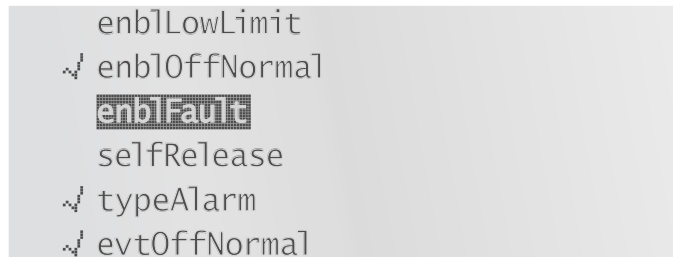 enblLowLimit
enblOffNormal
enblFault
selfRelease
typeAlarm
evtOffNormal